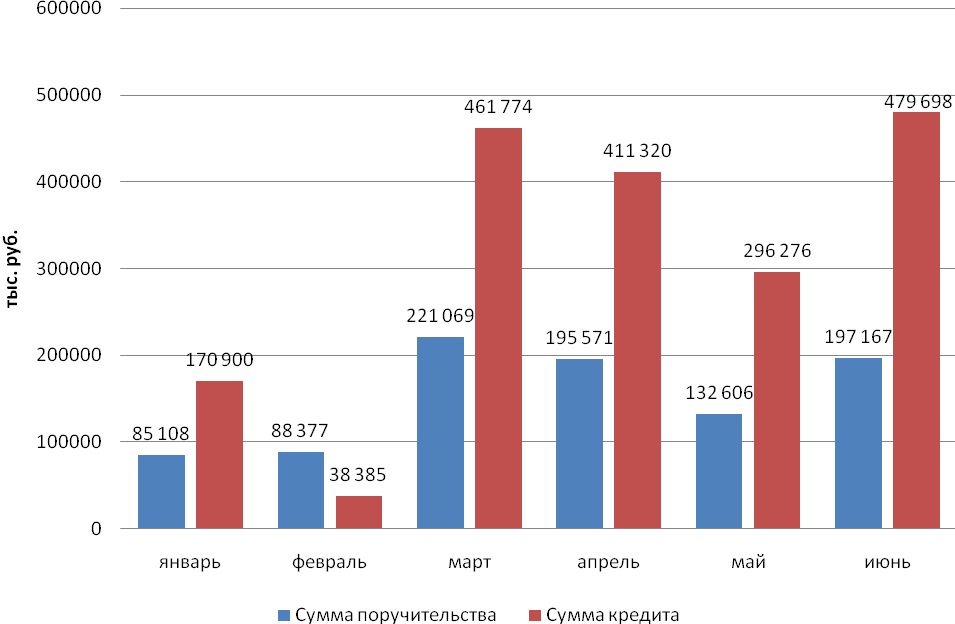 600000
500000
400000
300000
200000
100000
0
тыс. руб.
85 108
170 900
88 377
38 385
221 069
461 774
195 571
411 320
132 606
296 276
197 167
479 698
январь
февраль
март
апрель
май
июнь
Сумма поручительства
Сумма кредита